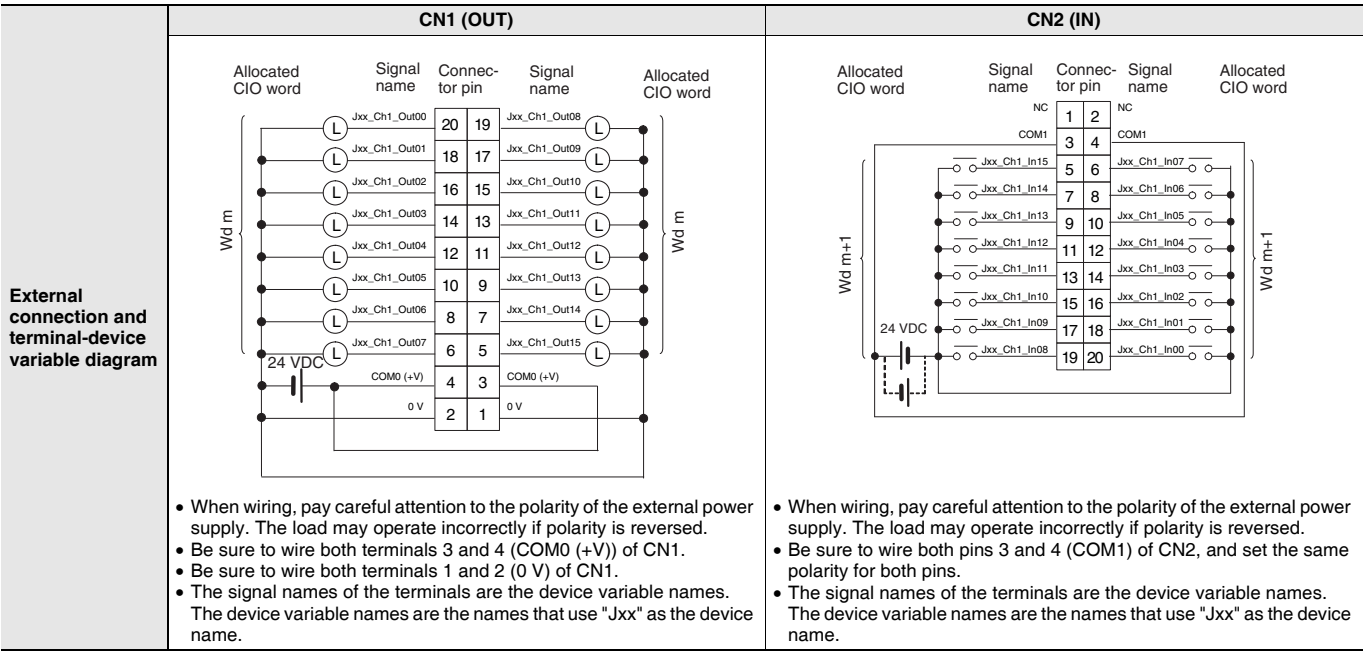 CN1 (OUT)
CN2 (IN)
External
connection and
terminal-device
variable diagram
Allocated
CIO word
Signal
name
Connec-
tor pin
Signal
name
Allocated
CIO word
Wd m
L Jxx_Ch1_Out00 20 19 Jxx_Ch1_Out08 L
L Jxx_Ch1_Out01 18 17 Jxx_Ch1_Out09 L
L Jxx_Ch1_Out02 16 15 Jxx_Ch1_Out10 L
L Jxx_Ch1_Out03 14 13 Jxx_Ch1_Out11 L
L Jxx_Ch1_Out04 12 11 Jxx_Ch1_Out12 L
L Jxx_Ch1_Out05 10 9 Jxx_Ch1_Out13 L
L Jxx_Ch1_Out06 8 7 Jxx_Ch1_Out14 L
L Jxx_Ch1_Out07 6 5 Jxx_Ch1_Out15 L
Wd m
24 VDC
COM0 (+V) 4 3 COM0 (+V)
0 V 2 1 0 V
• When wiring, pay careful attention to the polarity of the external power
supply. The load may operate incorrectly if polarity is reversed.
• Be sure to wire both terminals 3 and 4 (COM0 (+V)) of CN1.
• Be sure to wire both terminals 1 and 2 (0 V) of CN1.
• The signal names of the terminals are the device variable names.
The device variable names are the names that use "Jxx" as the device
name.
Allocated
CIO word
Signal
name
Connec-
tor pin
Signal
name
Allocated
CIO word
NC 1 2 NC
COM1 3 4 COM1
Wd m+1
Jxx_Ch1_In15 5 6 Jxx_Ch1_In07
Jxx_Ch1_In14 7 8 Jxx_Ch1_In06
Jxx_Ch1_In13 9 10 Jxx_Ch1_In05
Jxx_Ch1_In12 11 12 Jxx_Ch1_In04
Jxx_Ch1_In11 13 14 Jxx_Ch1_In03
Jxx_Ch1_In10 15 16 Jxx_Ch1_In02
Jxx_Ch1_In09 17 18 Jxx_Ch1_In01
Jxx_Ch1_In08 19 20 Jxx_Ch1_In00
Wd m+1
24 VDC
• When wiring, pay careful attention to the polarity of the external power
supply. The load may operate incorrectly if polarity is reversed.
• Be sure to wire both pins 3 and 4 (COM1) of CN2, and set the same
polarity for both pins.
• The signal names of the terminals are the device variable names.
The device variable names are the names that use "Jxx" as the device
name.